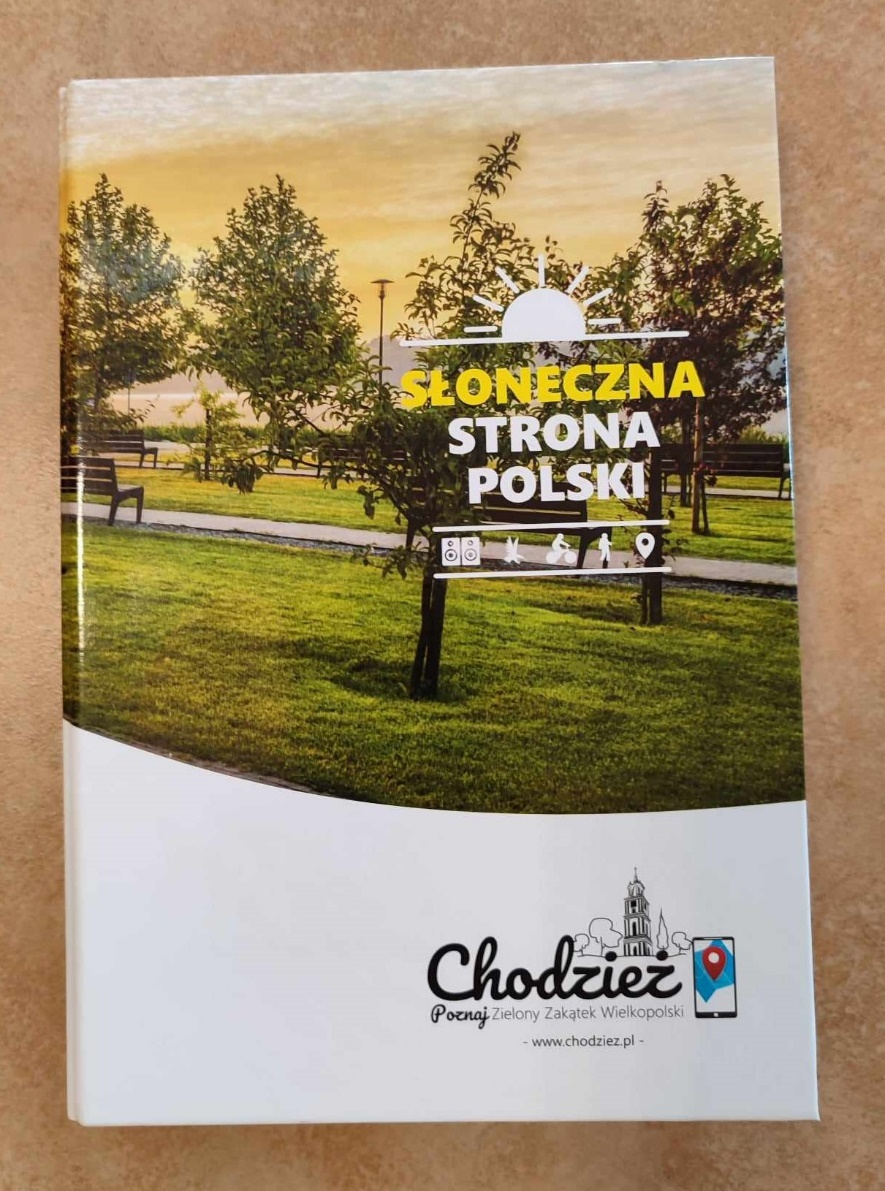 SŁONECZNA
STRONA
POLSKI
Chodzież
Poznaj Zielony Zakątek Wielkopolski
- www.chodziez.pl -